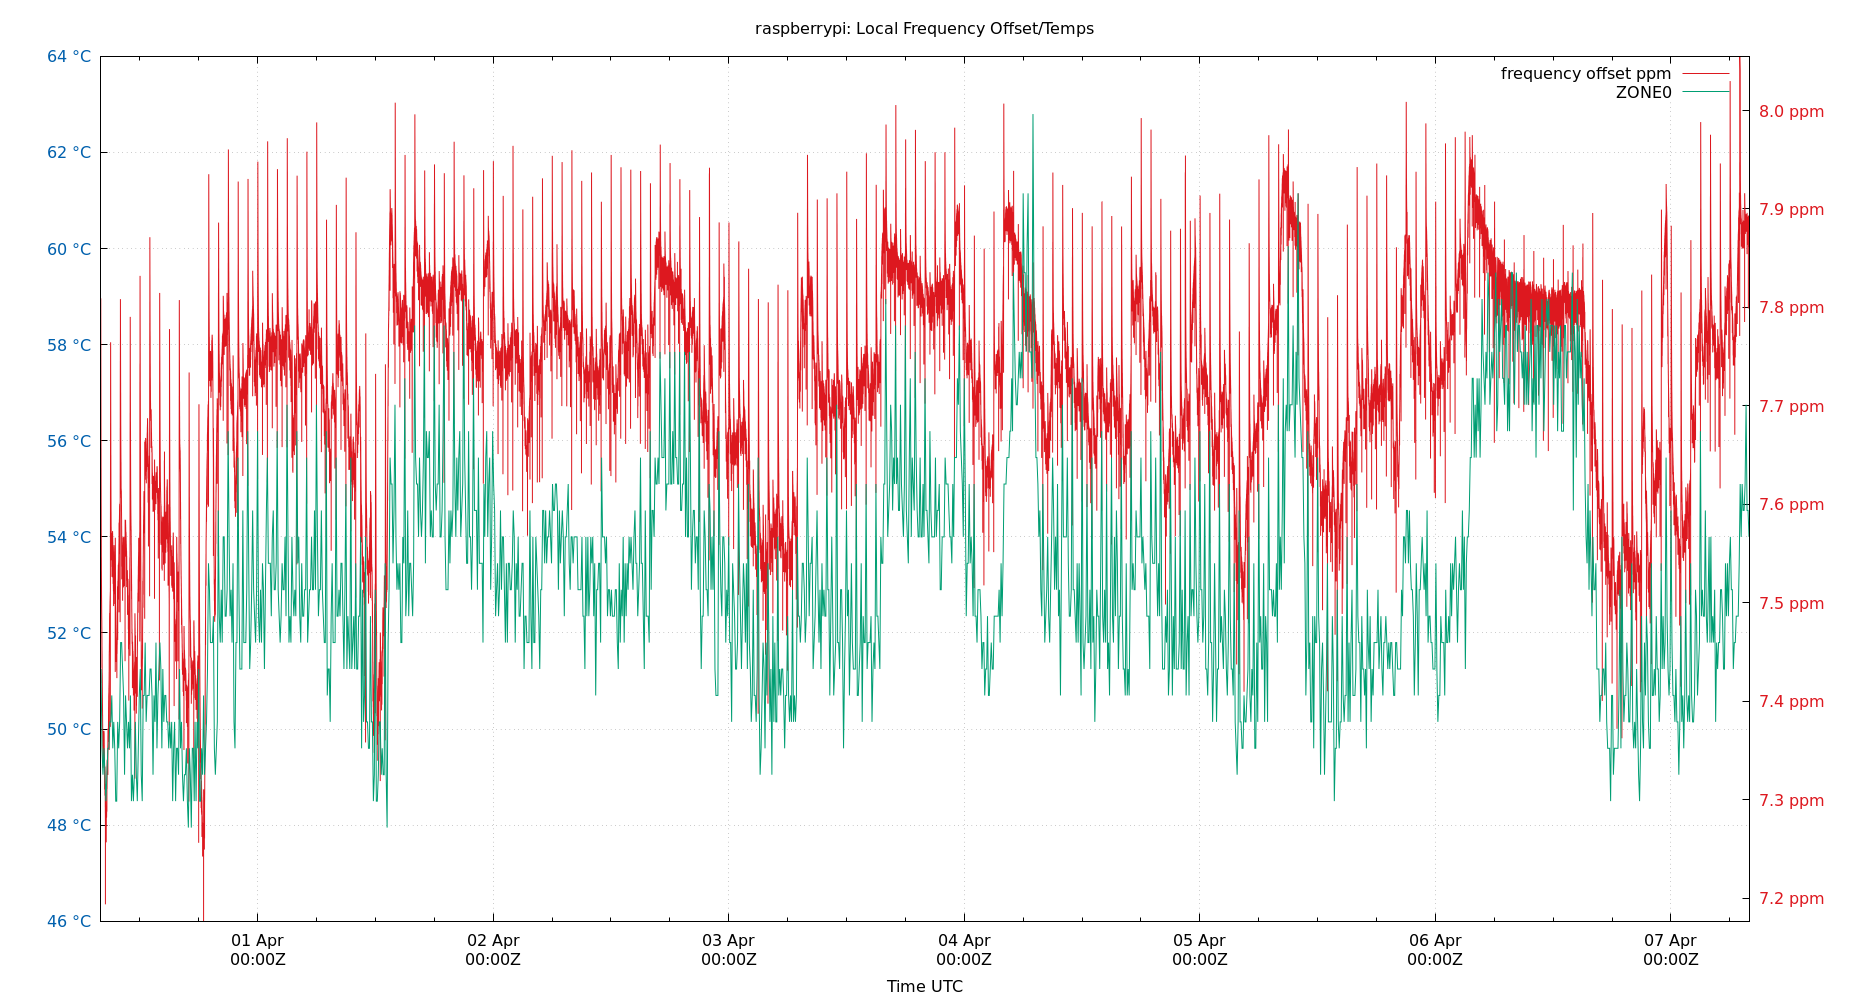 raspberrypi: Local Frequency Offset/Temps
64 °C
62 °C
60 °C
58 °C
56 °C
54 °C
52 °C
50 °C
48 °C
46 °C
frequency offset ppm
ZONE0
8.0 ppm
7.9 ppm
7.8 ppm
7.7 ppm
7.6 ppm
7.5 ppm
7.4 ppm
7.3 ppm
7.2 ppm
01 Apr
00:00Z
02 Apr
00:00Z
03 Apr
00:00Z
04 Apr
00:00Z
05 Apr
00:00Z
06 Apr
00:00Z
07 Apr
00:00Z
Time UTC